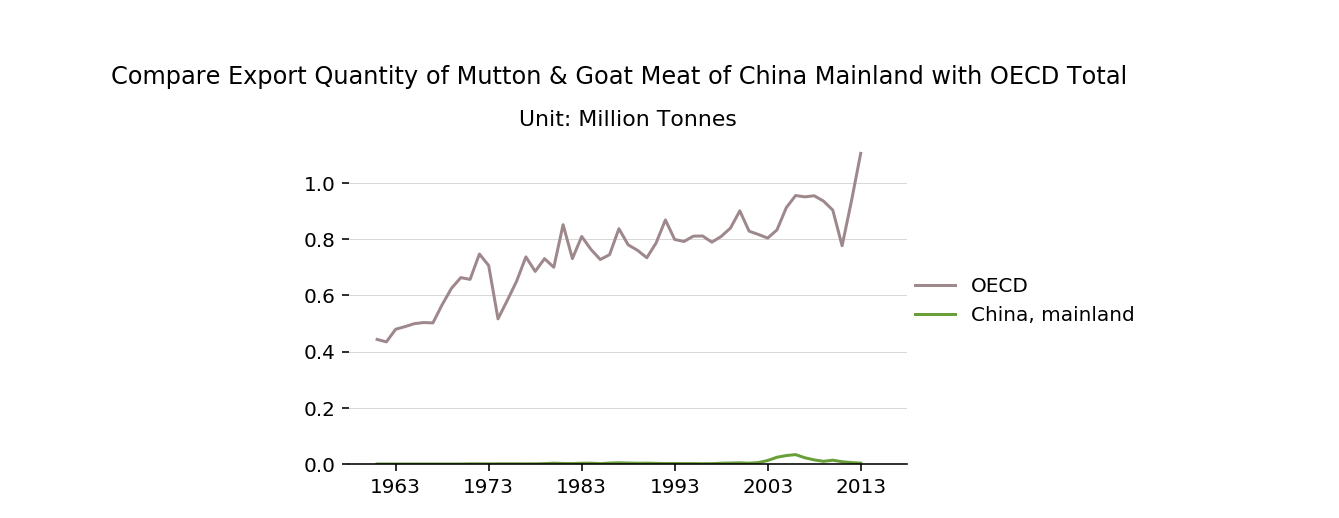 Compare Export Quantity of Mutton & Goat Meat of China Mainland with OECD Total
Unit: Million Tonnes
1.0
0.8
0.6
0.4
0.2
0.0
1963 1973 1983 1993 2003 2013
OECD
China, mainland